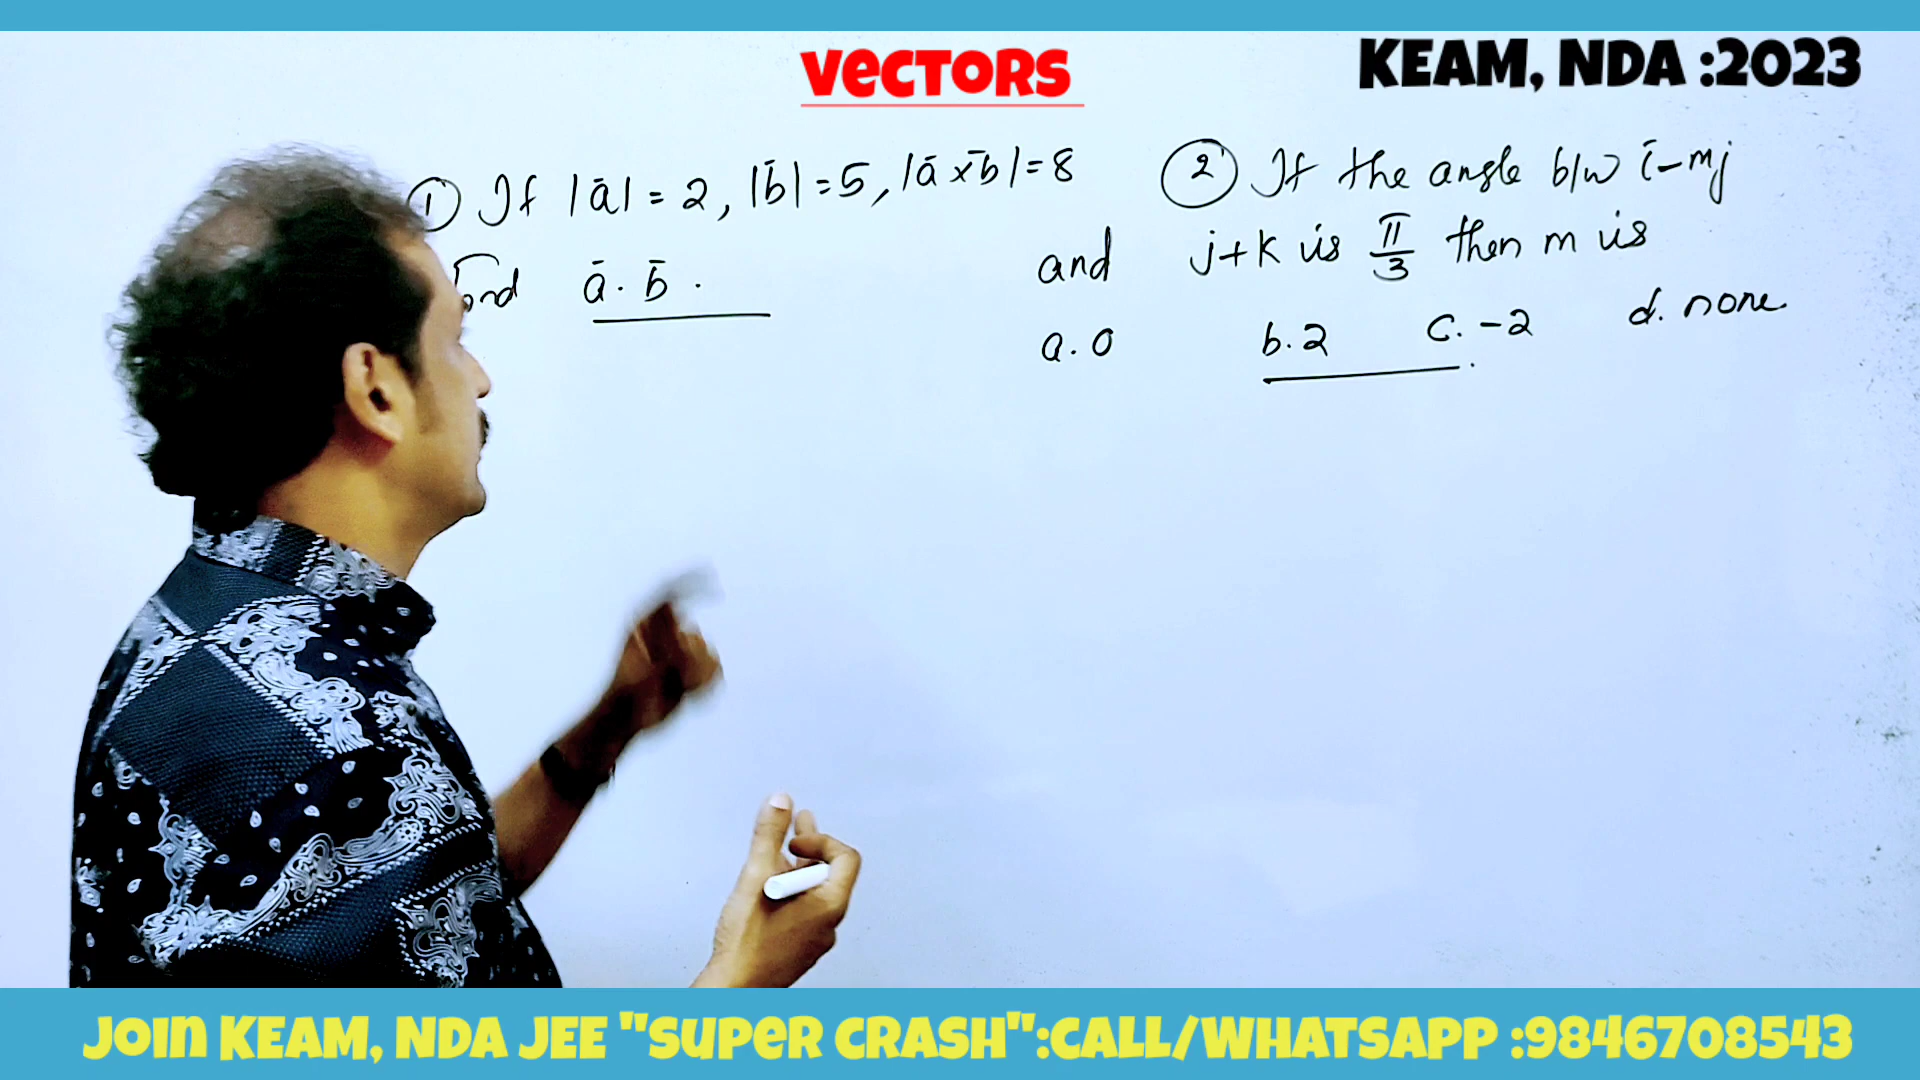 VECTORS
KEAM, NDA :2023
① If |ā| = 2, |b̄| = 5, |ā × b̄| = 8
find ā . b̄ .
② If the angle b/w i – mj
and j + k is π/3 then m is
a. 0 b. 2 c. –2 d. none
JOIN KEAM, NDA JEE "SUPER CRASH":CALL/WHATSAPP :9846708543